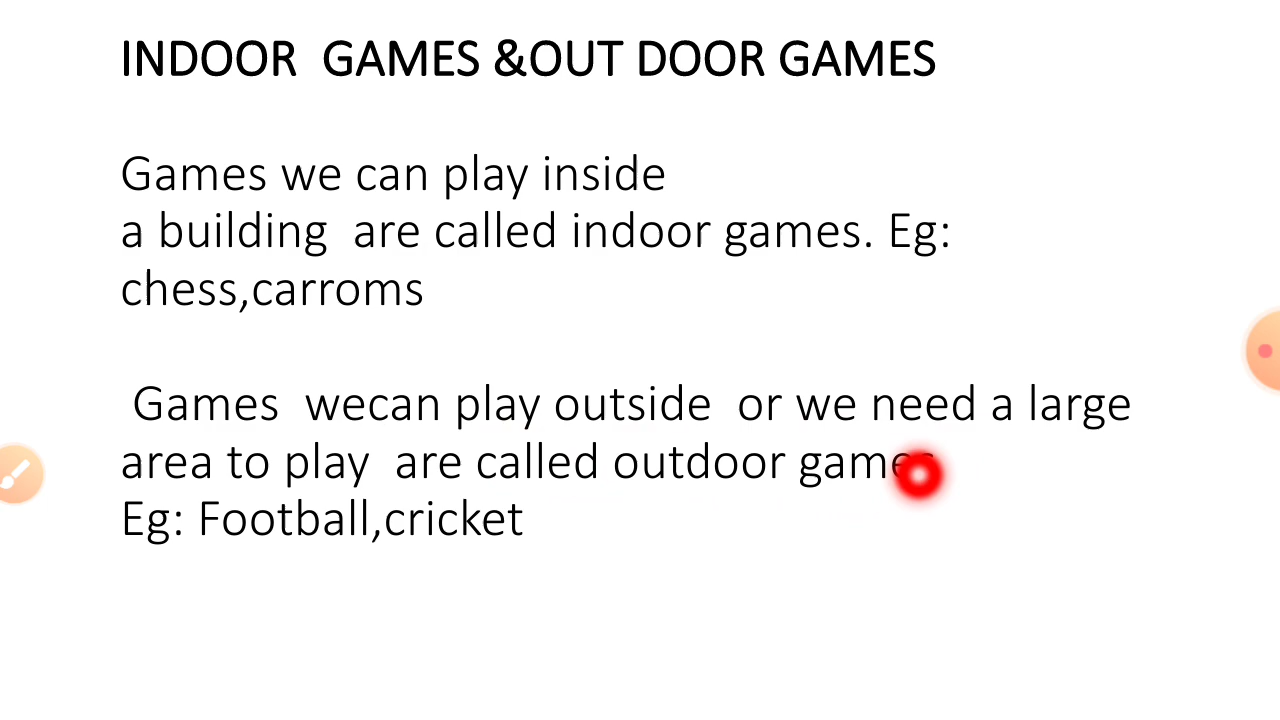 INDOOR  GAMES &OUT DOOR GAMES
Games we can play inside
a building  are called indoor games. Eg:
chess,carroms
Games  wecan play outside  or we need a large
area to play  are called outdoor games
Eg: Football,cricket